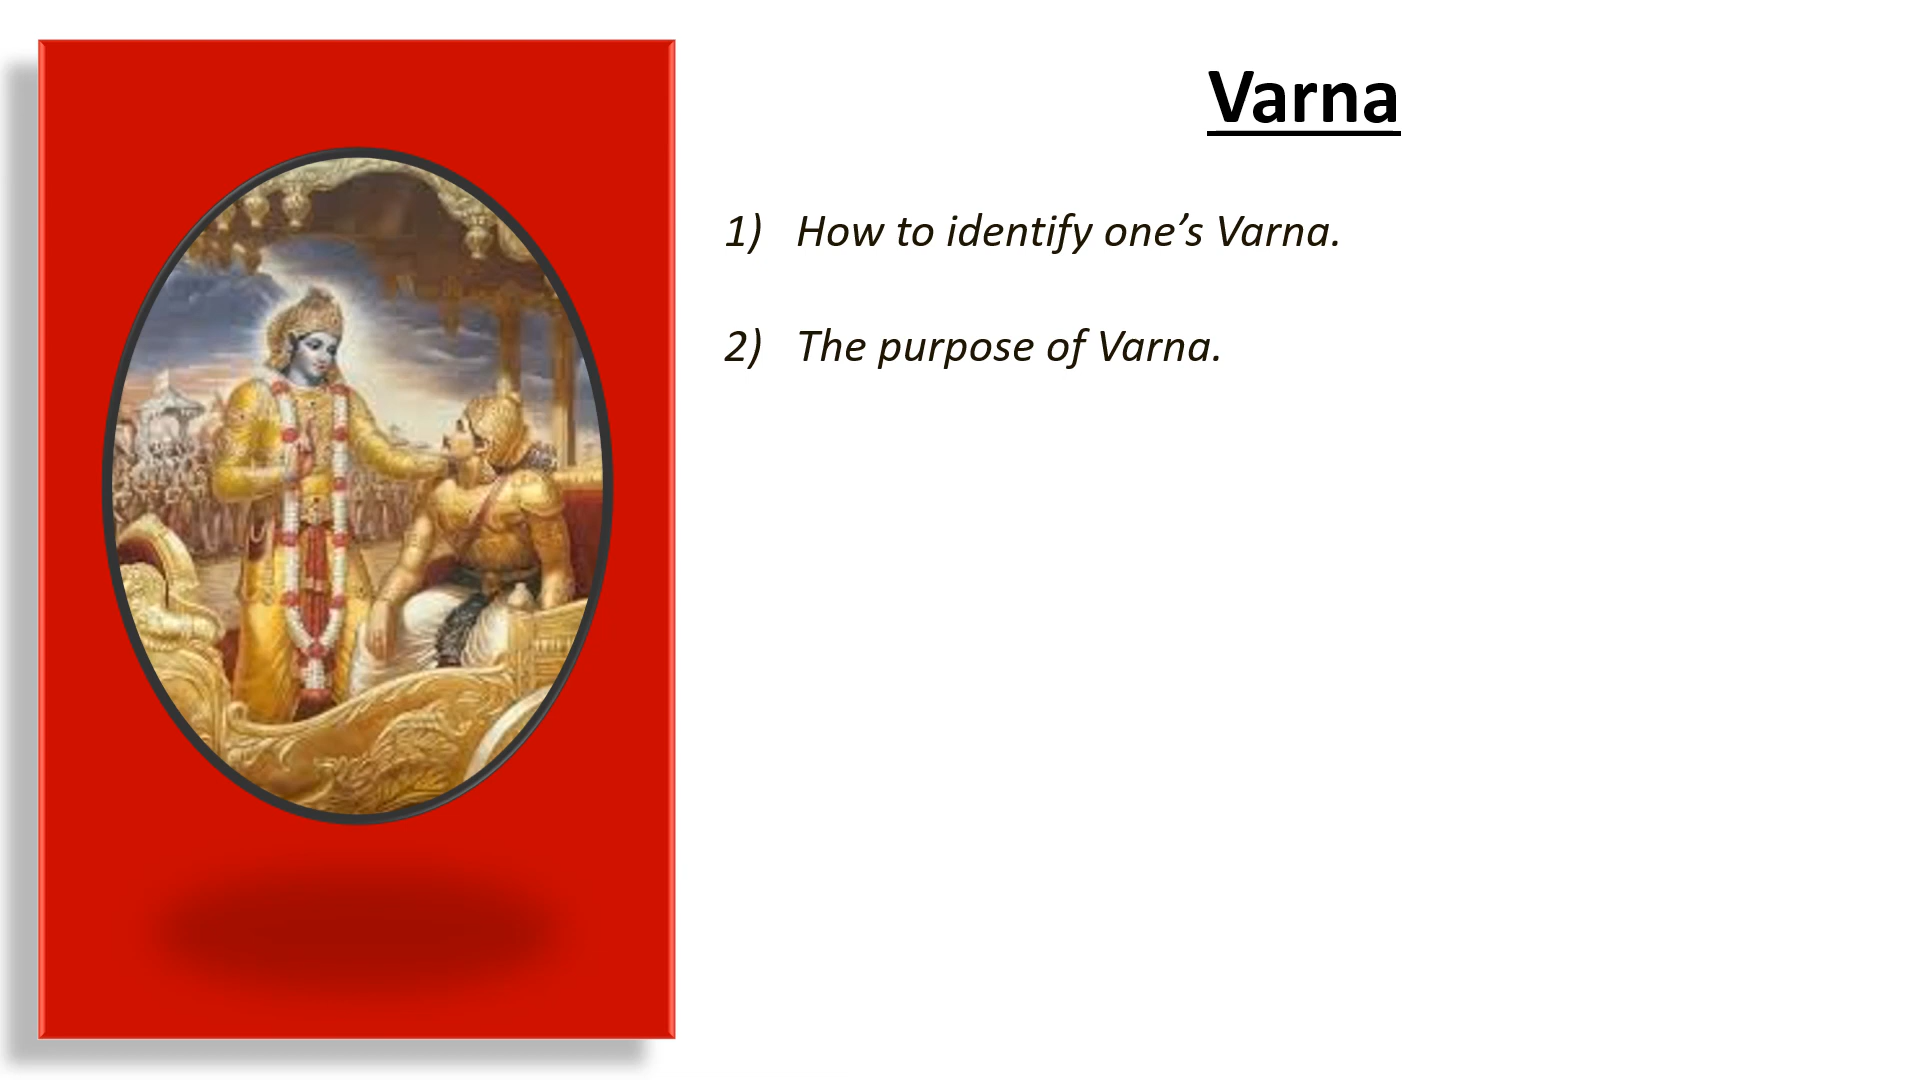 Varna
1) How to identify one’s Varna.
2) The purpose of Varna.